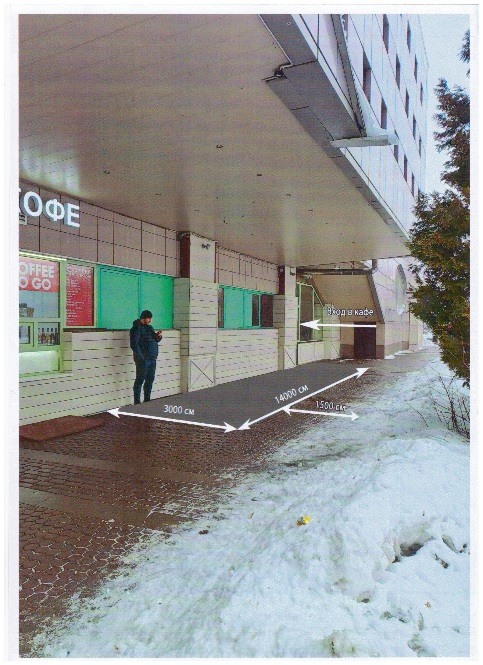 КОФЕ
COFFEE
TO GO
Вход в кафе
3000 см
14000 см
1500 см